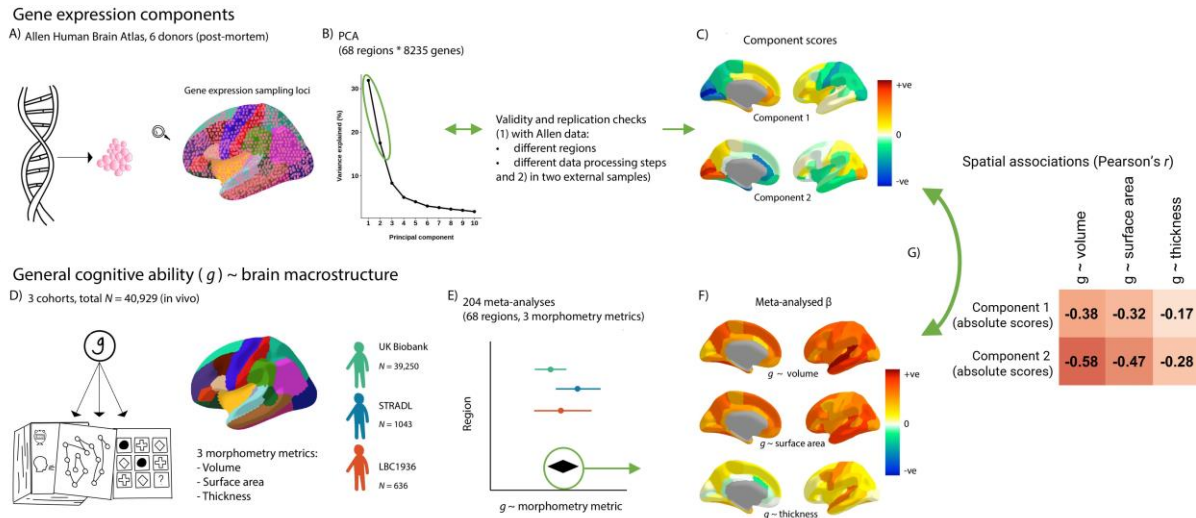 Gene expression components
A) Allen Human Brain Atlas, 6 donors (post-mortem)
Gene expression sampling loci
B) PCA
(68 regions * 8235 genes)
Variance explained (%)
30
20
10
1 2 3 4 5 6 7 8 9 10
Principal component
Validity and replication checks
(1) with Allen data:
• different regions
• different data processing steps
and 2) in two external samples)
C) Component scores
Component 1
Component 2
+ve
0
-ve
General cognitive ability (g) ~ brain macrostructure
D) 3 cohorts, total N = 40,929 (in vivo)
g
?
3 morphometry metrics:
- Volume
- Surface area
- Thickness
UK Biobank
N = 39,250
STRADL
N = 1043
LBC1936
N = 636
E) 204 meta-analyses
(68 regions, 3 morphometry metrics)
Region
g ~ morphometry metric
F) Meta-analysed β
g ~ volume
g ~ surface area
g ~ thickness
+ve
0
-ve
G)
Spatial associations (Pearson's r)
g ~ volume
g ~ surface area
g ~ thickness
Component 1
(absolute scores)
-0.38 -0.32 -0.17
Component 2
(absolute scores)
-0.58 -0.47 -0.28